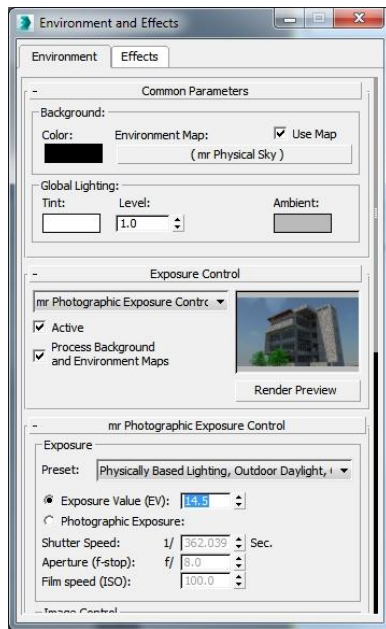 Environment and Effects
Environment Effects
- Common Parameters
Background:
Color: Environment Map: Use Map
( mr Physical Sky )
Global Lighting:
Tint: Level: Ambient:
1.0
- Exposure Control
mr Photographic Exposure Contrc
Active
Process Background
and Environment Maps
Render Preview
- mr Photographic Exposure Control
Exposure
Preset: Physically Based Lighting, Outdoor Daylight,
Exposure Value (EV): 14.5
Photographic Exposure:
Shutter Speed: 1/ 362.039 Sec.
Aperture (f-stop): f/ 8.0
Film speed (ISO): 100.0
Image Control